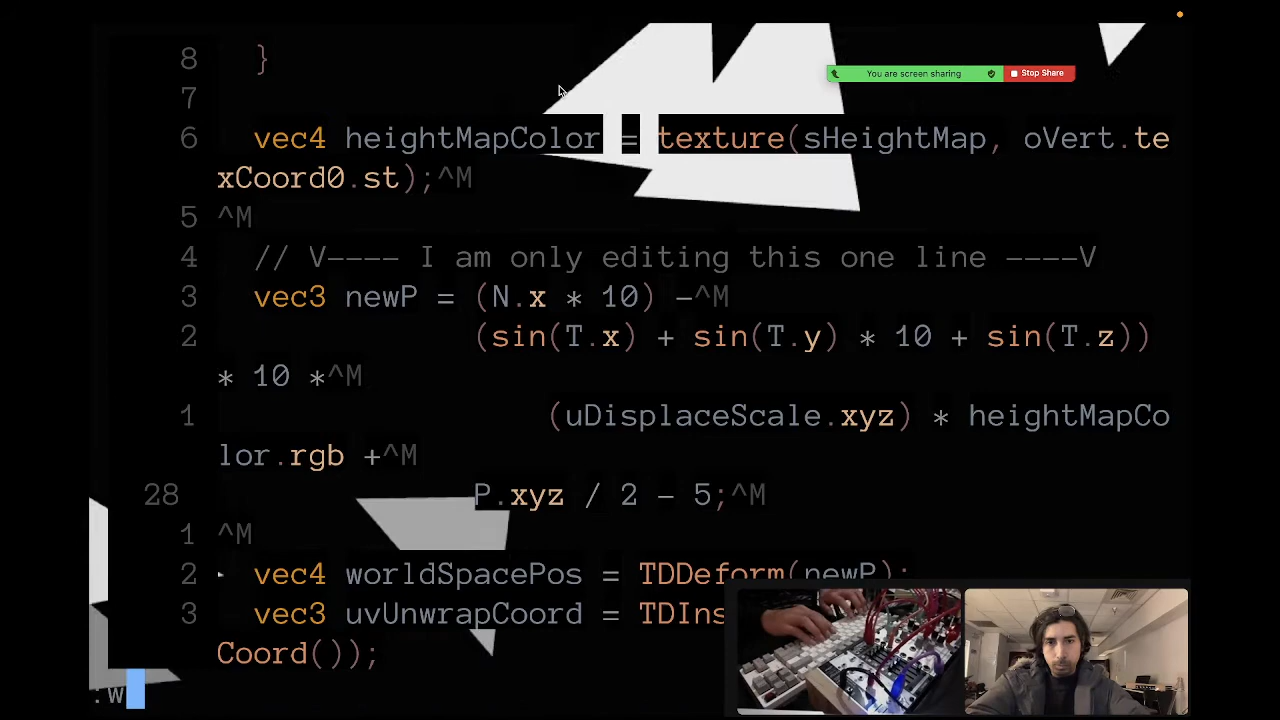 8 }
You are screen sharing Stop Share
7
6 vec4 heightMapColor = texture(sHeightMap, oVert.te
xCoord0.st);^M
5 ^M
4 // V---- I am only editing this one line ----V
3 vec3 newP = (N.x * 10) -^M
2 (sin(T.x) + sin(T.y) * 10 + sin(T.z))
* 10 *^M
1 (uDisplaceScale.xyz) * heightMapCo
lor.rgb +^M
28 P.xyz / 2 - 5;^M
1 ^M
2 vec4 worldSpacePos = TDDeform(newP);
3 vec3 uvUnwrapCoord = TDIns
Coord());
:w